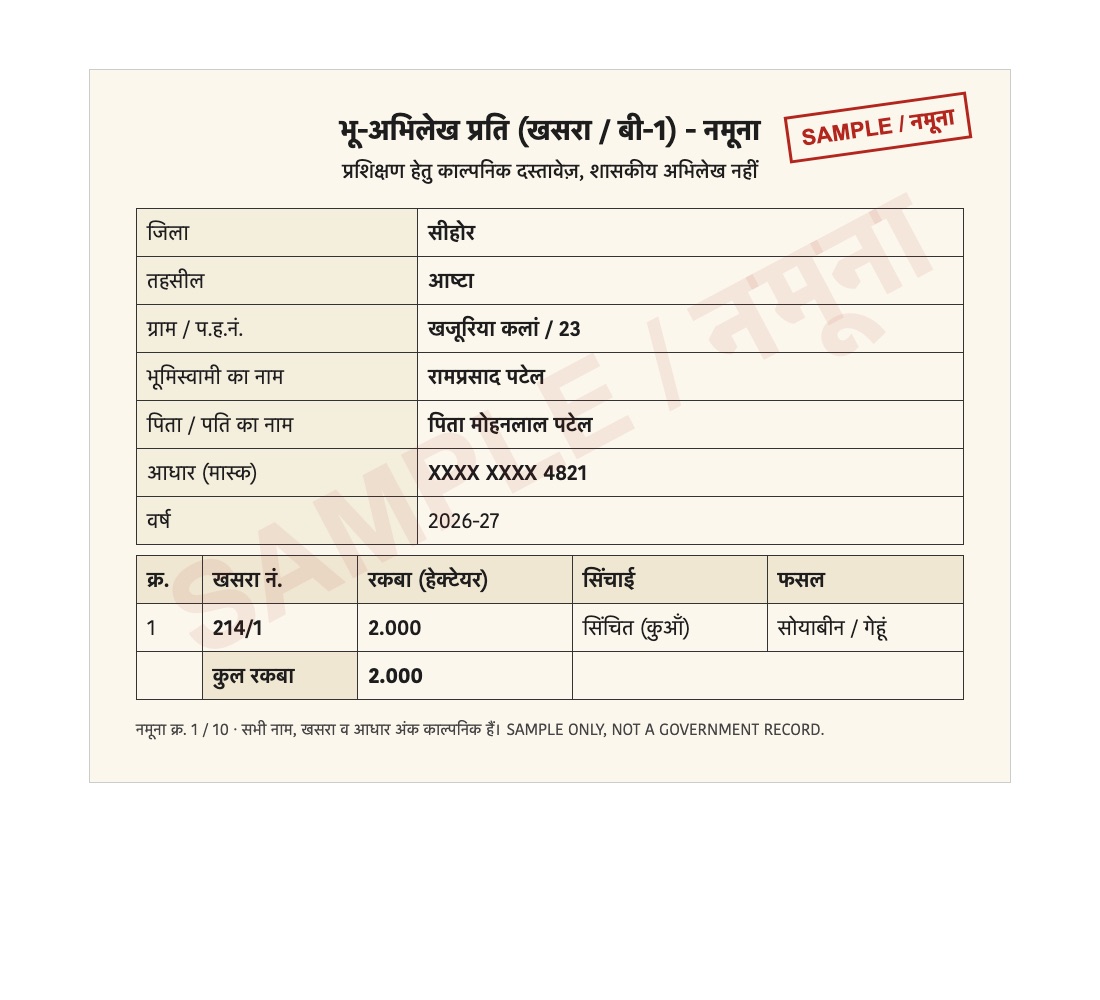 भू-अभिलेख प्रति (खसरा / बी-1) - नमूना
SAMPLE / नमूना
प्रशिक्षण हेतु काल्पनिक दस्तावेज़, शासकीय अभिलेख नहीं
जिला सीहोर
तहसील आष्टा
ग्राम / प.ह.नं. खजूरिया कलां / 23
भूमिस्वामी का नाम रामप्रसाद पटेल
पिता / पति का नाम पिता मोहनलाल पटेल
आधार (मास्क) XXXX XXXX 4821
वर्ष 2026-27
SAMPLE / नमूना
क्र. खसरा नं. रकबा (हेक्टेयर) सिंचाई फसल
1 214/1 2.000 सिंचित (कुआँ) सोयाबीन / गेहूं
कुल रकबा 2.000
नमूना क्र. 1 / 10 · सभी नाम, खसरा व आधार अंक काल्पनिक हैं। SAMPLE ONLY, NOT A GOVERNMENT RECORD.